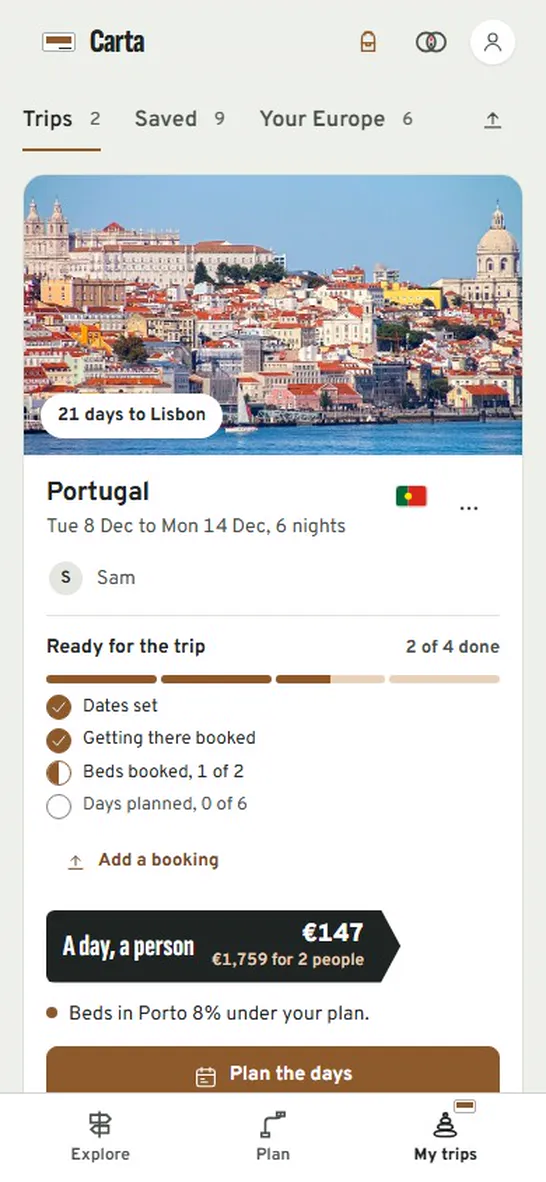 Carta
Trips 2 Saved 9 Your Europe 6
21 days to Lisbon
Portugal
...
Tue 8 Dec to Mon 14 Dec, 6 nights
S Sam
Ready for the trip 2 of 4 done
Dates set
Getting there booked
Beds booked, 1 of 2
Days planned, 0 of 6
Add a booking
A day, a person €147
€1,759 for 2 people
Beds in Porto 8% under your plan.
Plan the days
Explore Plan My trips